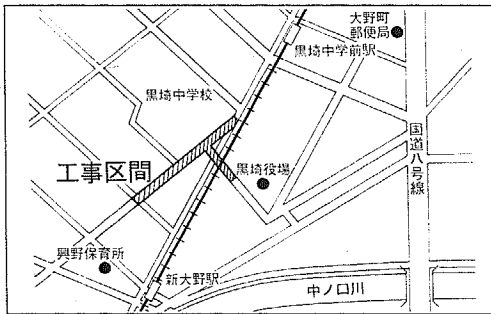 大野町
郵便局
黒埼中学前駅
黒埼中学校
国道八号線
工事区間
黒埼役場
興野保育所
新大野駅
中ノ口川